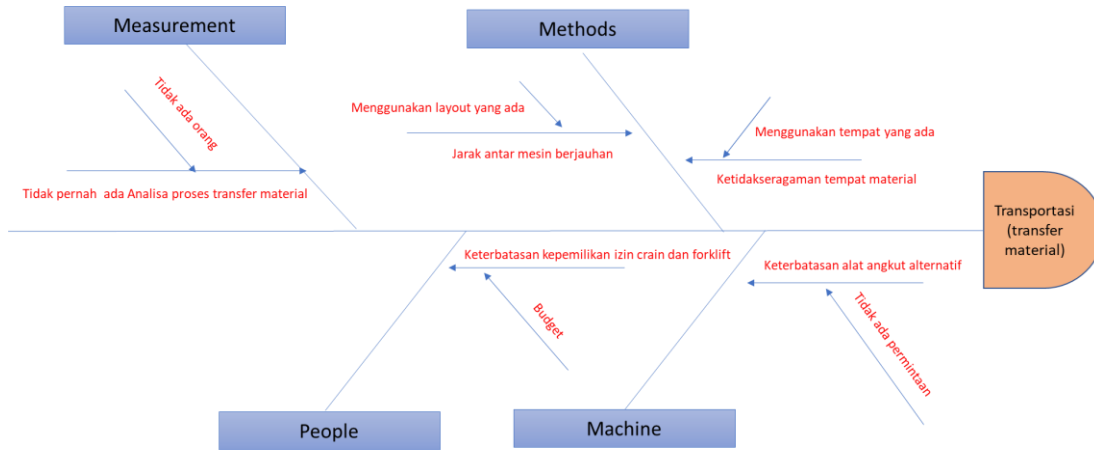 Measurement
Methods
Tidak ada orang
Tidak pernah  ada Analisa proses transfer material
Menggunakan layout yang ada
Jarak antar mesin berjauhan
Menggunakan tempat yang ada
Ketidakseragaman tempat material
Transportasi
(transfer
material)
Keterbatasan kepemilikan izin crain dan forklift
Budget
Keterbatasan alat angkut alternatif
Tidak ada permintaan
People
Machine